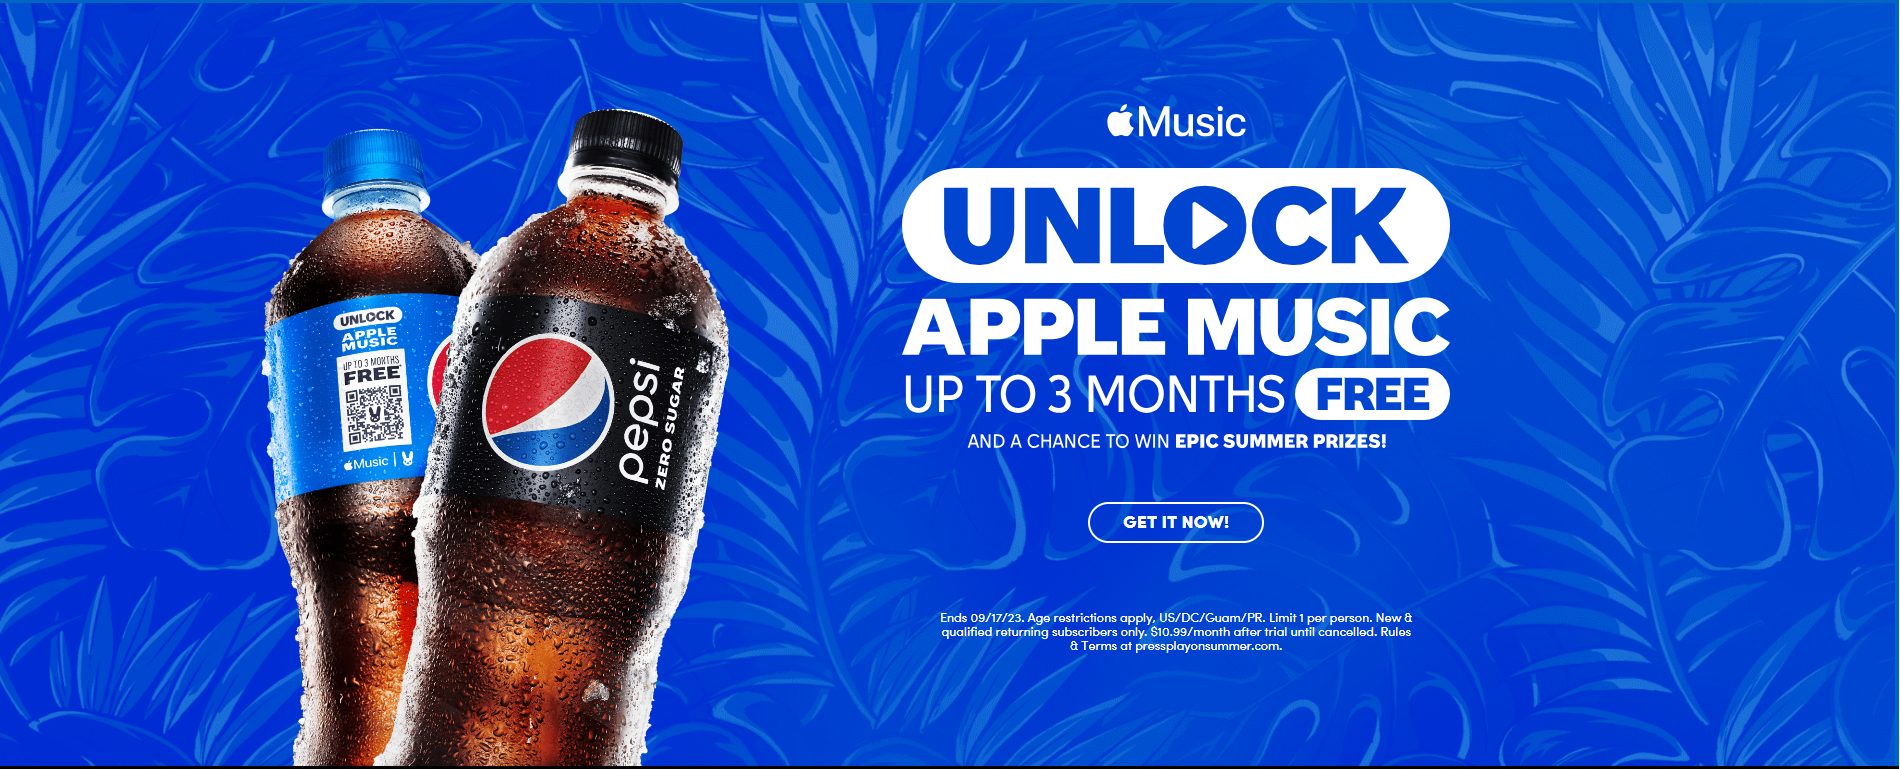 Music
UNLOCK
APPLE MUSIC
UP TO 3 MONTHS FREE
AND A CHANCE TO WIN EPIC SUMMER PRIZES!
GET IT NOW!
Ends 09/17/23. Age restrictions apply, US/DC/Guam/PR. Limit 1 per person. New &
qualified returning subscribers only. $10.99/month after trial until cancelled. Rules
& Terms at pressplayonsummer.com.
UNLOCK
APPLE
MUSIC
UP TO 3 MONTHS
FREE
Music
pepsi
ZERO SUGAR